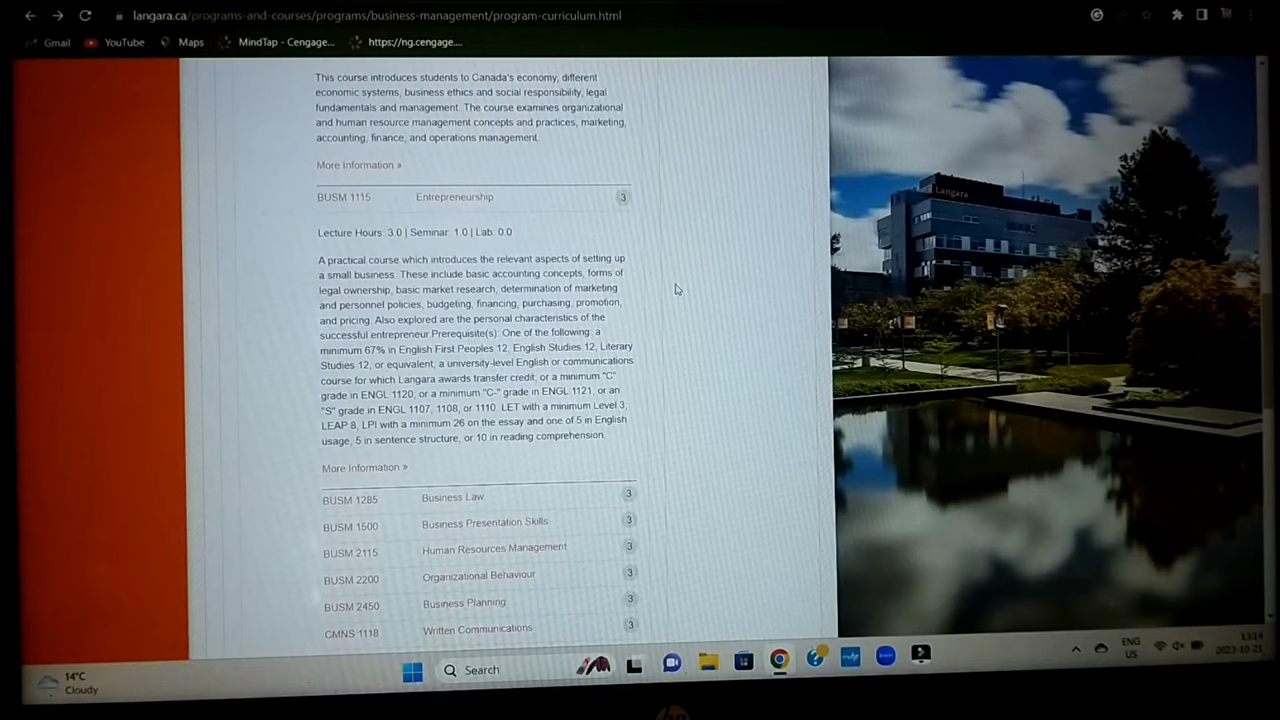 langara.ca/programs-and-courses/programs/business-management/program-curriculum.html
Gmail YouTube Maps MindTap - Cengage... https://ng.cengage....
This course introduces students to Canada's economy, different
economic systems, business ethics and social responsibility, legal
fundamentals and management. The course examines organizational
and human resource management concepts and practices, marketing,
accounting, finance, and operations management.
More Information »
BUSM 1115 Entrepreneurship 3
Lecture Hours: 3.0 | Seminar: 1.0 | Lab: 0.0
A practical course which introduces the relevant aspects of setting up
a small business. These include basic accounting concepts, forms of
legal ownership, basic market research, determination of marketing
and personnel policies, budgeting, financing, purchasing, promotion,
and pricing. Also explored are the personal characteristics of the
successful entrepreneur.Prerequisite(s): One of the following: a
minimum 67% in English First Peoples 12, English Studies 12, Literary
Studies 12, or equivalent; a university-level English or communications
course for which Langara awards transfer credit; or a minimum "C"
grade in ENGL 1120; or a minimum "C-" grade in ENGL 1121; or an
"S" grade in ENGL 1107, 1108, or 1110; LET with a minimum Level 3;
LEAP 8; LPI with a minimum 26 on the essay and one of 5 in English
usage, 5 in sentence structure, or 10 in reading comprehension.
More Information »
BUSM 1285 Business Law 3
BUSM 1500 Business Presentation Skills 3
BUSM 2115 Human Resources Management 3
BUSM 2200 Organizational Behaviour 3
BUSM 2450 Business Planning 3
CMNS 1118 Written Communications 3
Langara
14°C
Cloudy
Search
ENG
US
13:14
2023-10-21
hp